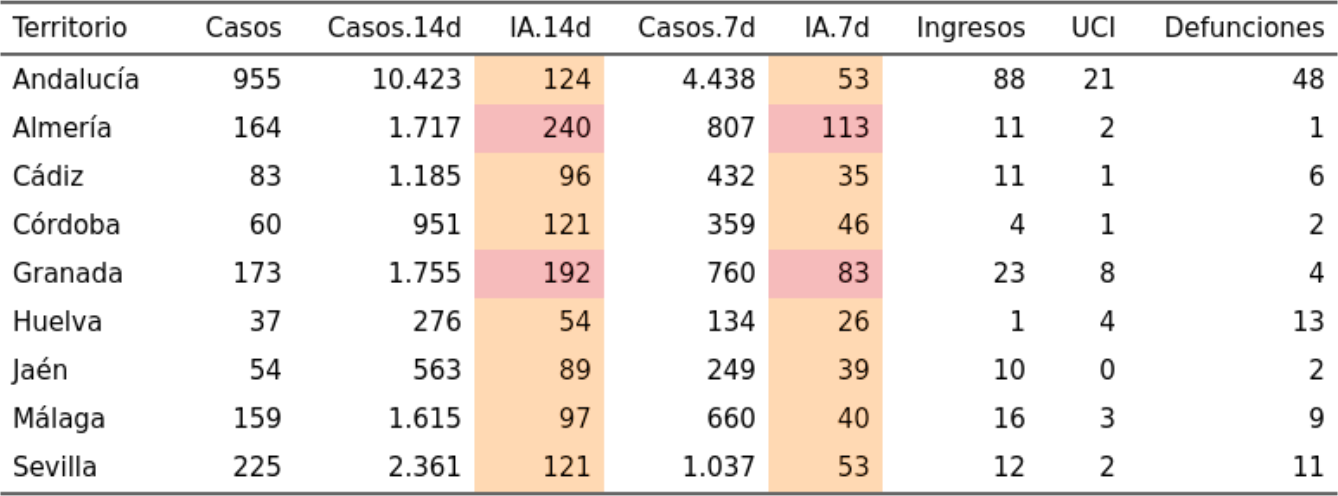 Territorio Casos Casos.14d IA.14d Casos.7d IA.7d Ingresos UCI Defunciones
Andalucía 955 10.423 124 4.438 53 88 21 48
Almería 164 1.717 240 807 113 11 2 1
Cádiz 83 1.185 96 432 35 11 1 6
Córdoba 60 951 121 359 46 4 1 2
Granada 173 1.755 192 760 83 23 8 4
Huelva 37 276 54 134 26 1 4 13
Jaén 54 563 89 249 39 10 0 2
Málaga 159 1.615 97 660 40 16 3 9
Sevilla 225 2.361 121 1.037 53 12 2 11